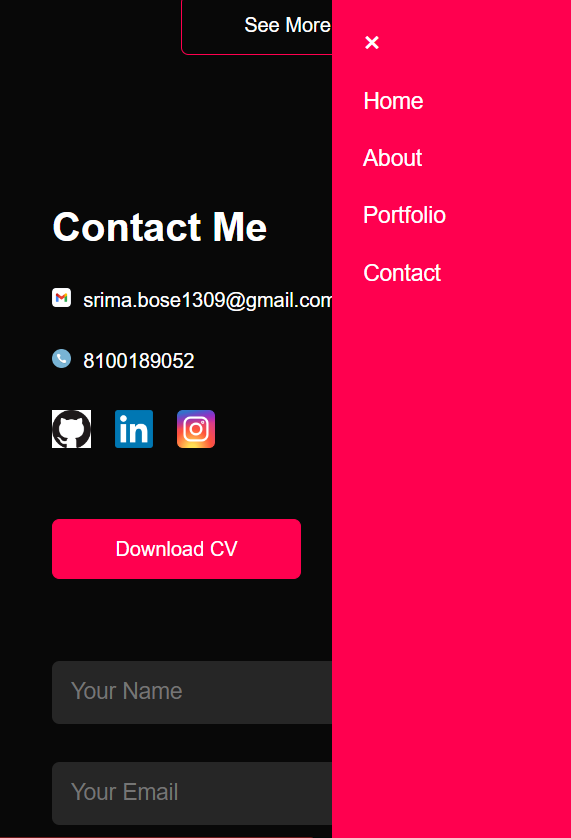 See More
×
Home
About
Portfolio
Contact
Contact Me
srima.bose1309@gmail.com
8100189052
in
Download CV
Your Name
Your Email